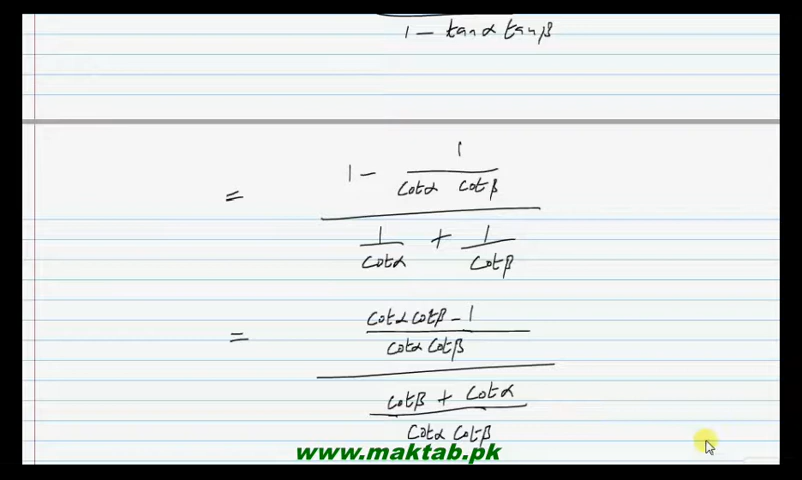 1 - tanα tanβ
1
1 -
cotα cotβ
=
1 + 1
cotα cotβ
cotα cotβ - 1
=
cotα cotβ
cotβ + cotα
cotα cotβ
www.maktab.pk